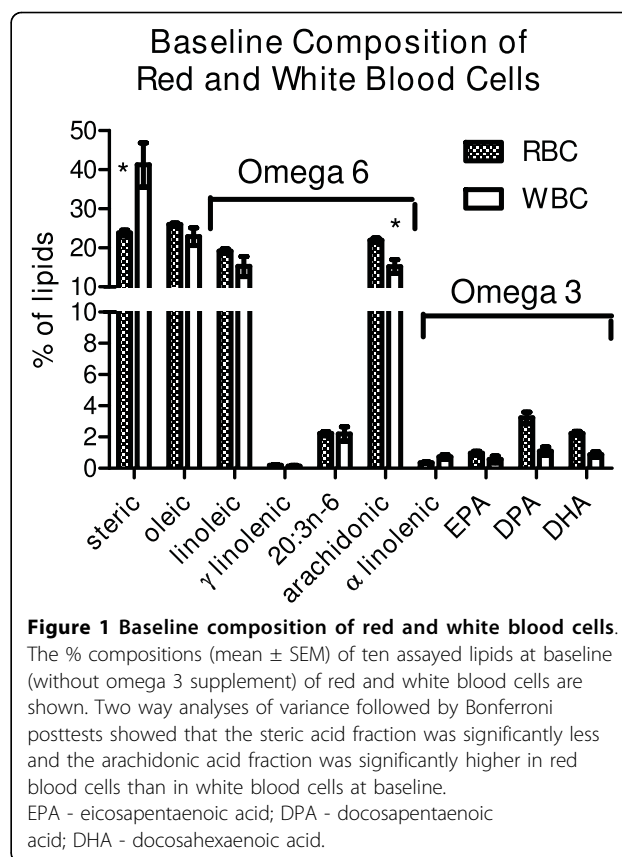 Baseline Composition of
Red and White Blood Cells
50
40
30
20
10
10
8
6
4
2
0
% of lipids
*
Omega 6
*
Omega 3
RBC
WBC
steric
oleic
linoleic
γ linolenic
20:3n-6
arachidonic
α linolenic
EPA
DPA
DHA
Figure 1 Baseline composition of red and white blood cells.
The % compositions (mean ± SEM) of ten assayed lipids at baseline
(without omega 3 supplement) of red and white blood cells are
shown. Two way analyses of variance followed by Bonferroni
posttests showed that the steric acid fraction was significantly less
and the arachidonic acid fraction was significantly higher in red
blood cells than in white blood cells at baseline.
EPA - eicosapentaenoic acid; DPA - docosapentaenoic
acid; DHA - docosahexaenoic acid.